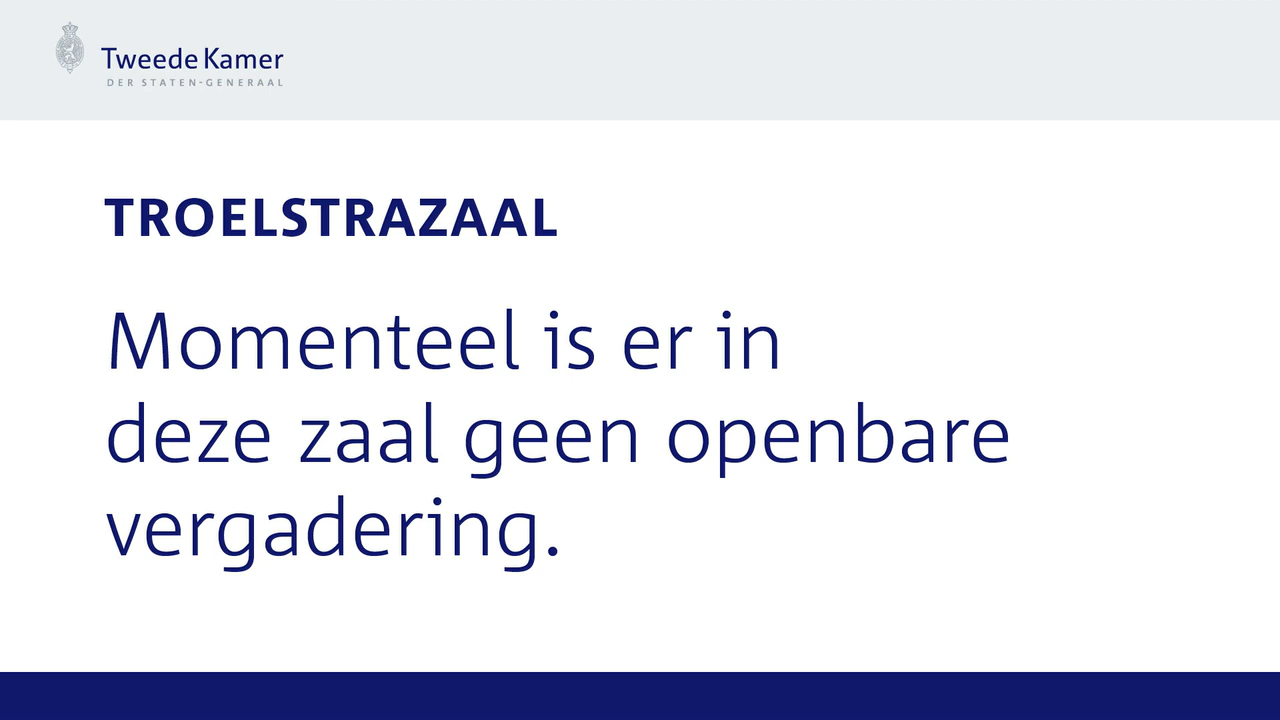 Tweede Kamer
DER STATEN-GENERAAL
TROELSTRAZAAL
Momenteel is er in
deze zaal geen openbare
vergadering.